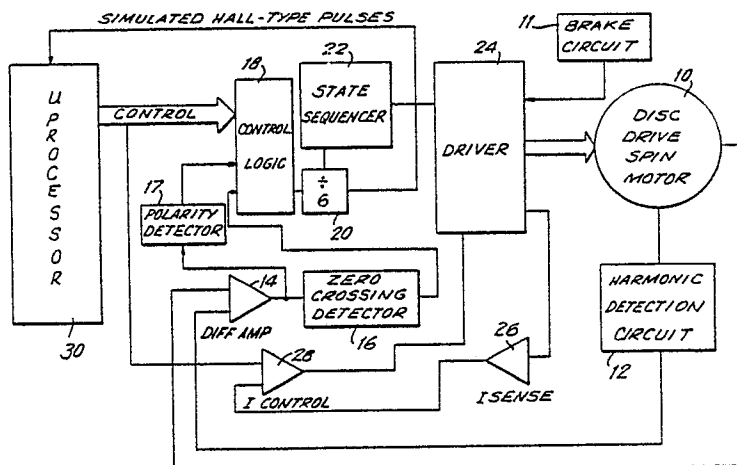 SIMULATED HALL-TYPE PULSES
11
BRAKE
CIRCUIT
22
STATE
SEQUENCER
24
DRIVER
10
DISC
DRIVE
SPIN
MOTOR
18
CONTROL
LOGIC
CONTROL
U
P
R
O
C
E
S
S
O
R
30
17
POLARITY
DETECTOR
÷
6
20
14
DIFF AMP
ZERO
CROSSING
DETECTOR
16
HARMONIC
DETECTION
CIRCUIT
12
28
I CONTROL
26
I SENSE